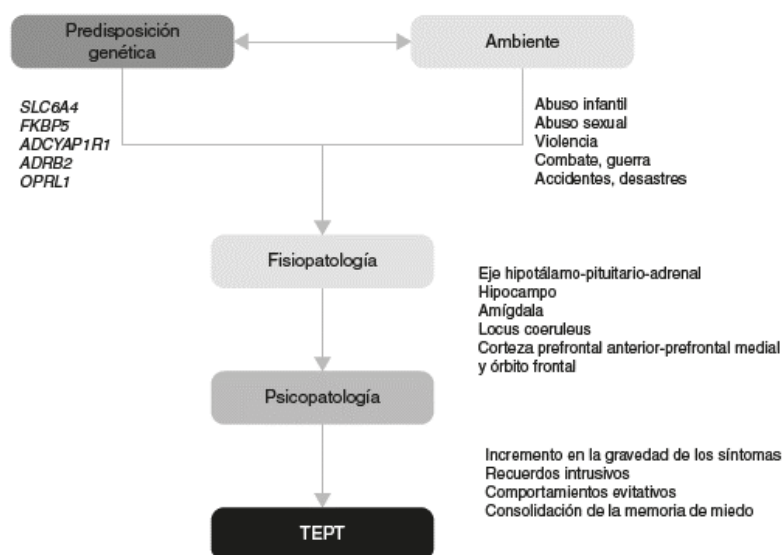 Predisposición
genética
Ambiente
SLC6A4
FKBP5
ADCYAP1R1
ADRB2
OPRL1
Abuso infantil
Abuso sexual
Violencia
Combate, guerra
Accidentes, desastres
Fisiopatología
Eje hipotálamo-pituitario-adrenal
Hipocampo
Amígdala
Locus coeruleus
Corteza prefrontal anterior-prefrontal medial
y órbito frontal
Psicopatología
Incremento en la gravedad de los síntomas
Recuerdos intrusivos
Comportamientos evitativos
Consolidación de la memoria de miedo
TEPT